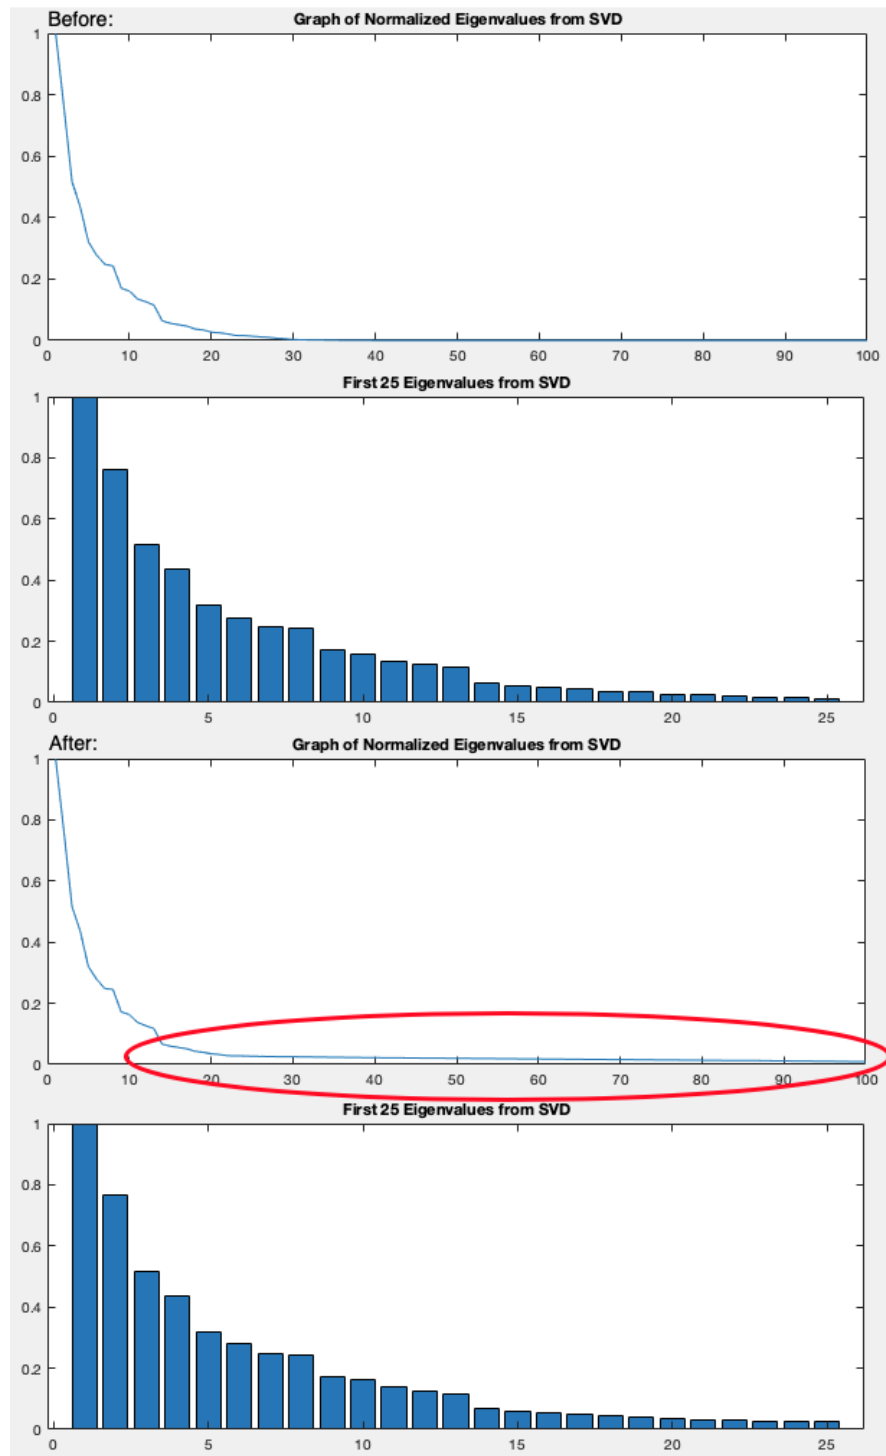 Before:
Graph of Normalized Eigenvalues from SVD
1
0.8
0.6
0.4
0.2
0
0 10 20 30 40 50 60 70 80 90 100
First 25 Eigenvalues from SVD
1
0.8
0.6
0.4
0.2
0
0 5 10 15 20 25
After:
Graph of Normalized Eigenvalues from SVD
1
0.8
0.6
0.4
0.2
0
0 10 20 30 40 50 60 70 80 90 100
First 25 Eigenvalues from SVD
1
0.8
0.6
0.4
0.2
0
0 5 10 15 20 25